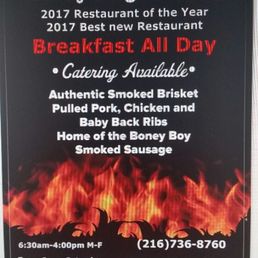 2017 Restaurant of the Year
2017 Best new Restaurant
Breakfast All Day
• Catering Available•
Authentic Smoked Brisket
Pulled Pork, Chicken and
Baby Back Ribs
Home of the Boney Boy
Smoked Sausage
6:30am-4:00pm M-F
(216)736-8760